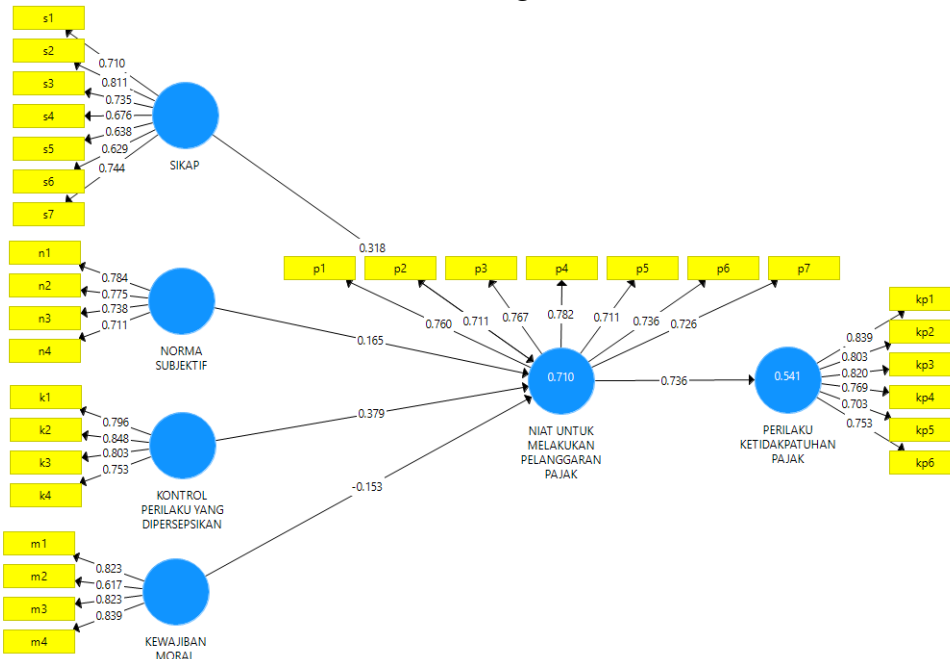 s1
s2
s3
s4
s5
s6
s7
0.710
0.811
0.735
0.676
0.638
0.629
0.744
SIKAP
0.318
n1
n2
n3
n4
0.784
0.775
0.738
0.711
NORMA
SUBJEKTIF
0.165
k1
k2
k3
k4
0.796
0.848
0.803
0.753
KONTROL
PERILAKU YANG
DIPERSEPSIKAN
0.379
m1
m2
m3
m4
0.823
0.617
0.823
0.839
KEWAJIBAN
MORAL
-0.153
p1
p2
p3
p4
p5
p6
p7
0.760
0.711
0.767
0.782
0.711
0.736
0.726
0.710
NIAT UNTUK
MELAKUKAN
PELANGGARAN
PAJAK
0.736
0.541
PERILAKU
KETIDAKPATUHAN
PAJAK
0.839
0.803
0.820
0.769
0.703
0.753
kp1
kp2
kp3
kp4
kp5
kp6